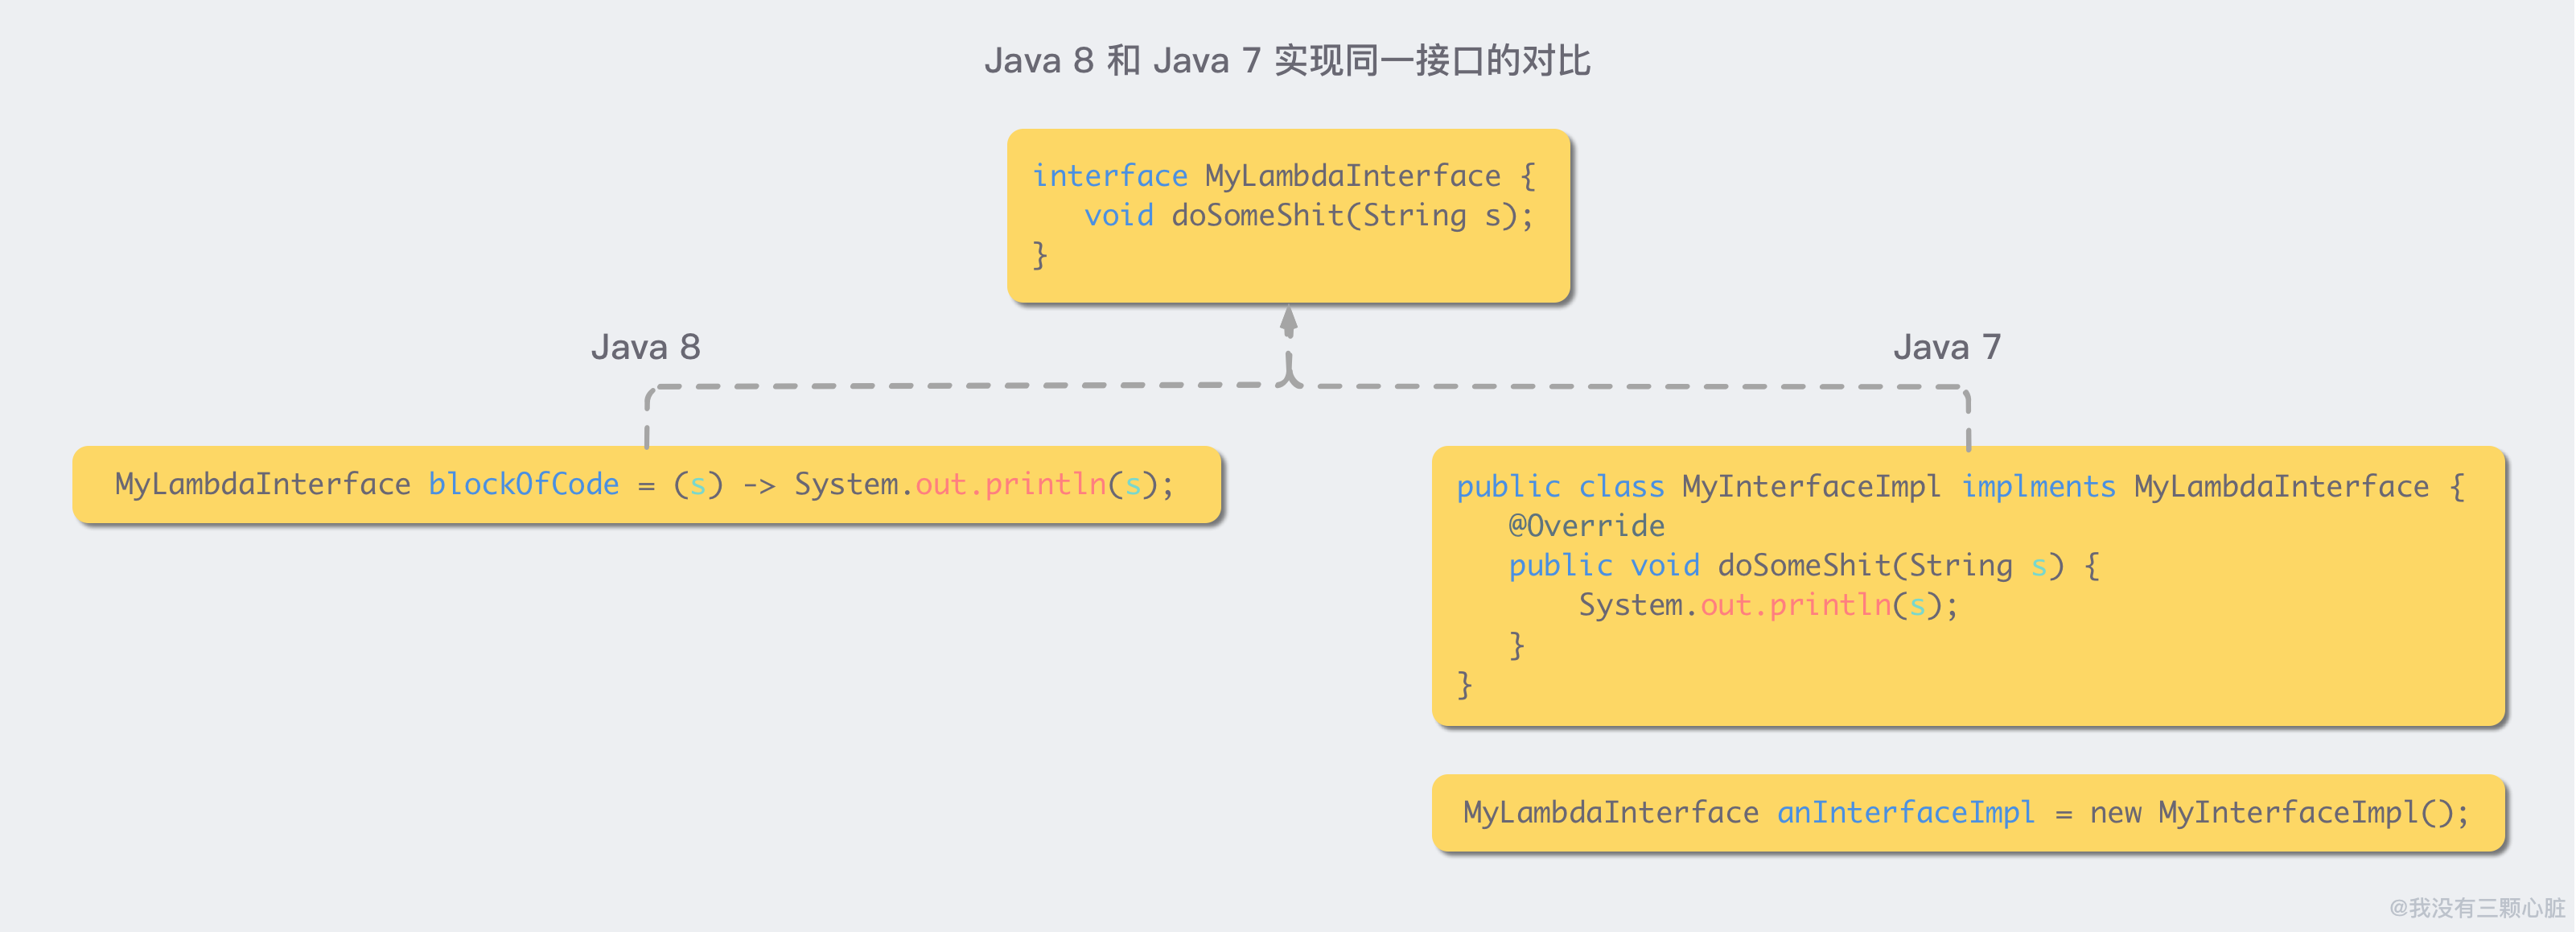 Java 8 和 Java 7 实现同一接口的对比
interface MyLambdaInterface {
void doSomeShit(String s);
}
Java 8
Java 7
MyLambdaInterface blockOfCode = (s) -> System.out.println(s);
public class MyInterfaceImpl implments MyLambdaInterface {
@Override
public void doSomeShit(String s) {
System.out.println(s);
}
}
MyLambdaInterface anInterfaceImpl = new MyInterfaceImpl();
@我没有三颗心脏